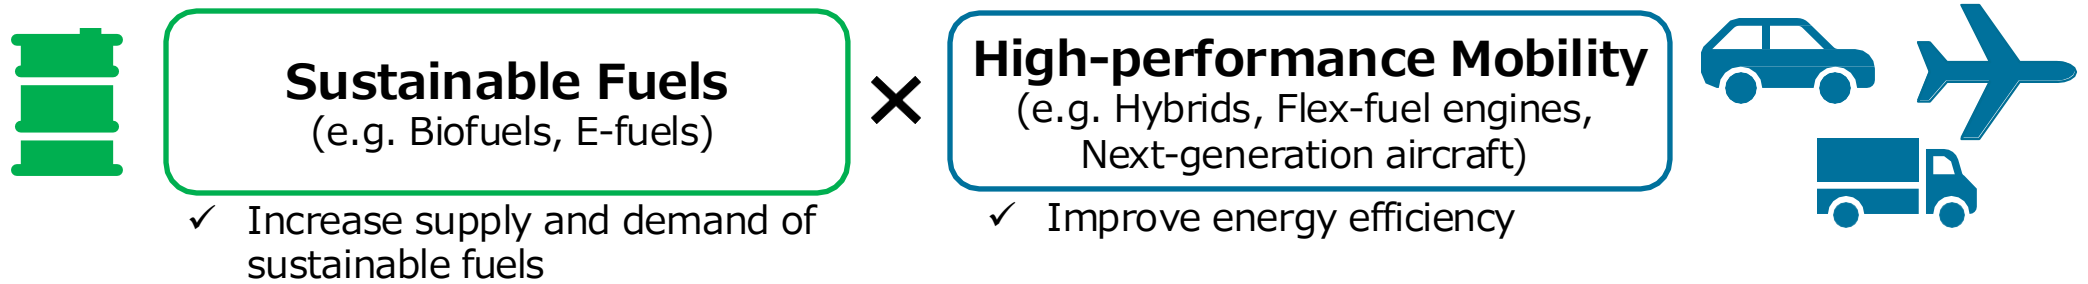 Sustainable Fuels
(e.g. Biofuels, E-fuels)
✓ Increase supply and demand of
sustainable fuels
×
High-performance Mobility
(e.g. Hybrids, Flex-fuel engines,
Next-generation aircraft)
✓ Improve energy efficiency